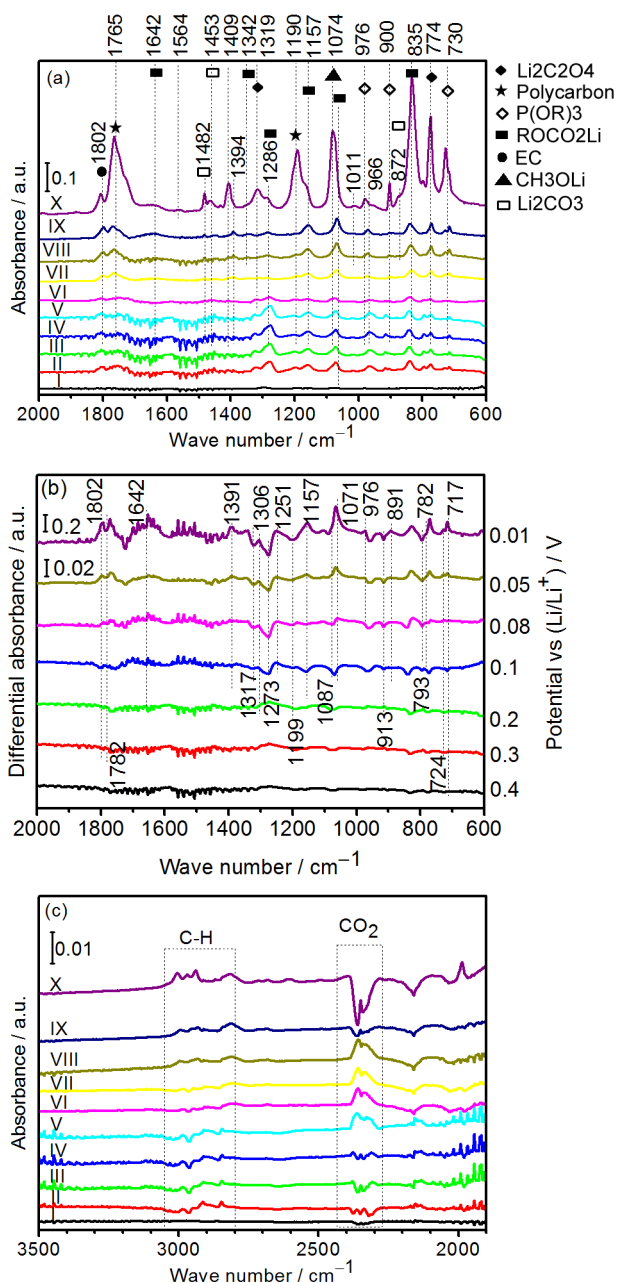 1765 1642 1564 1453 1409 1342 1319 1190 1157 1074 976 900 835 774 730
(a)
Li2C2O4
Polycarbon
P(OR)3
ROCO2Li
EC
CH3OLi
Li2CO3
1802 1482 1394 1286 1011 966 872
0.1
X
IX
VIII
VII
VI
V
IV
III
II
I
Absorbance / a.u.
2000 1800 1600 1400 1200 1000 800 600
Wave number / cm−1
(b)
1802 1642 1391 1306 1251 1157 1071 976 891 782 717
0.2
0.02
0.01
0.05
0.08
0.1
0.2
0.3
0.4
1782 1317 1273 1199 1087 913 793 724
Differential absorbance / a.u.
Potential vs (Li/Li+) / V
2000 1800 1600 1400 1200 1000 800 600
Wave number / cm−1
(c)
0.01
C-H
CO2
X
IX
VIII
VII
VI
V
IV
III
II
I
Absorbance / a.u.
3500 3000 2500 2000
Wave number / cm−1